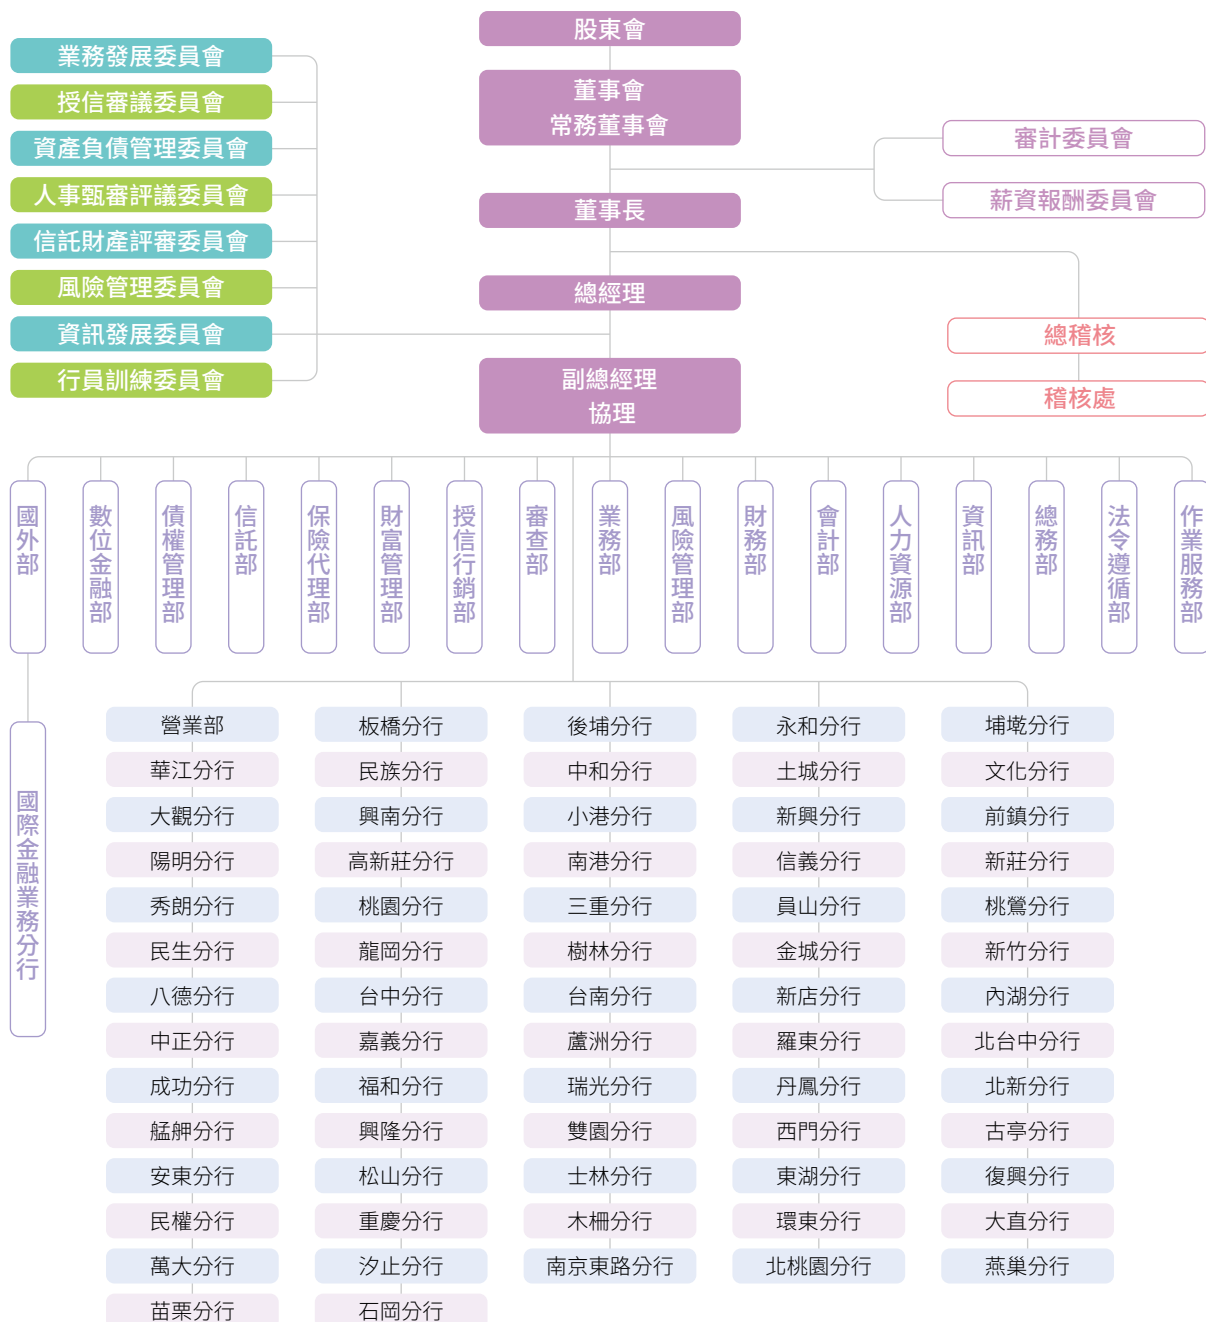 股東會
董事會
常務董事會
董事長
總經理
副總經理
協理
業務發展委員會
授信審議委員會
資產負債管理委員會
人事甄審評議委員會
信託財產評審委員會
風險管理委員會
資訊發展委員會
行員訓練委員會
審計委員會
薪資報酬委員會
總稽核
稽核處
國外部
數位金融部
債權管理部
信託部
保險代理部
財富管理部
授信行銷部
審查部
業務部
風險管理部
財務部
會計部
人力資源部
資訊部
總務部
法令遵循部
作業服務部
國際金融業務分行
營業部
華江分行
大觀分行
陽明分行
秀朗分行
民生分行
八德分行
中正分行
成功分行
艋舺分行
安東分行
民權分行
萬大分行
苗栗分行
板橋分行
民族分行
興南分行
高新莊分行
桃園分行
龍岡分行
台中分行
嘉義分行
福和分行
興隆分行
松山分行
重慶分行
汐止分行
石岡分行
後埔分行
中和分行
小港分行
南港分行
三重分行
樹林分行
台南分行
蘆洲分行
瑞光分行
雙園分行
士林分行
木柵分行
南京東路分行
永和分行
土城分行
新興分行
信義分行
員山分行
金城分行
新店分行
羅東分行
丹鳳分行
西門分行
東湖分行
環東分行
北桃園分行
埔墘分行
文化分行
前鎮分行
新莊分行
桃鶯分行
新竹分行
內湖分行
北台中分行
北新分行
古亭分行
復興分行
大直分行
燕巢分行